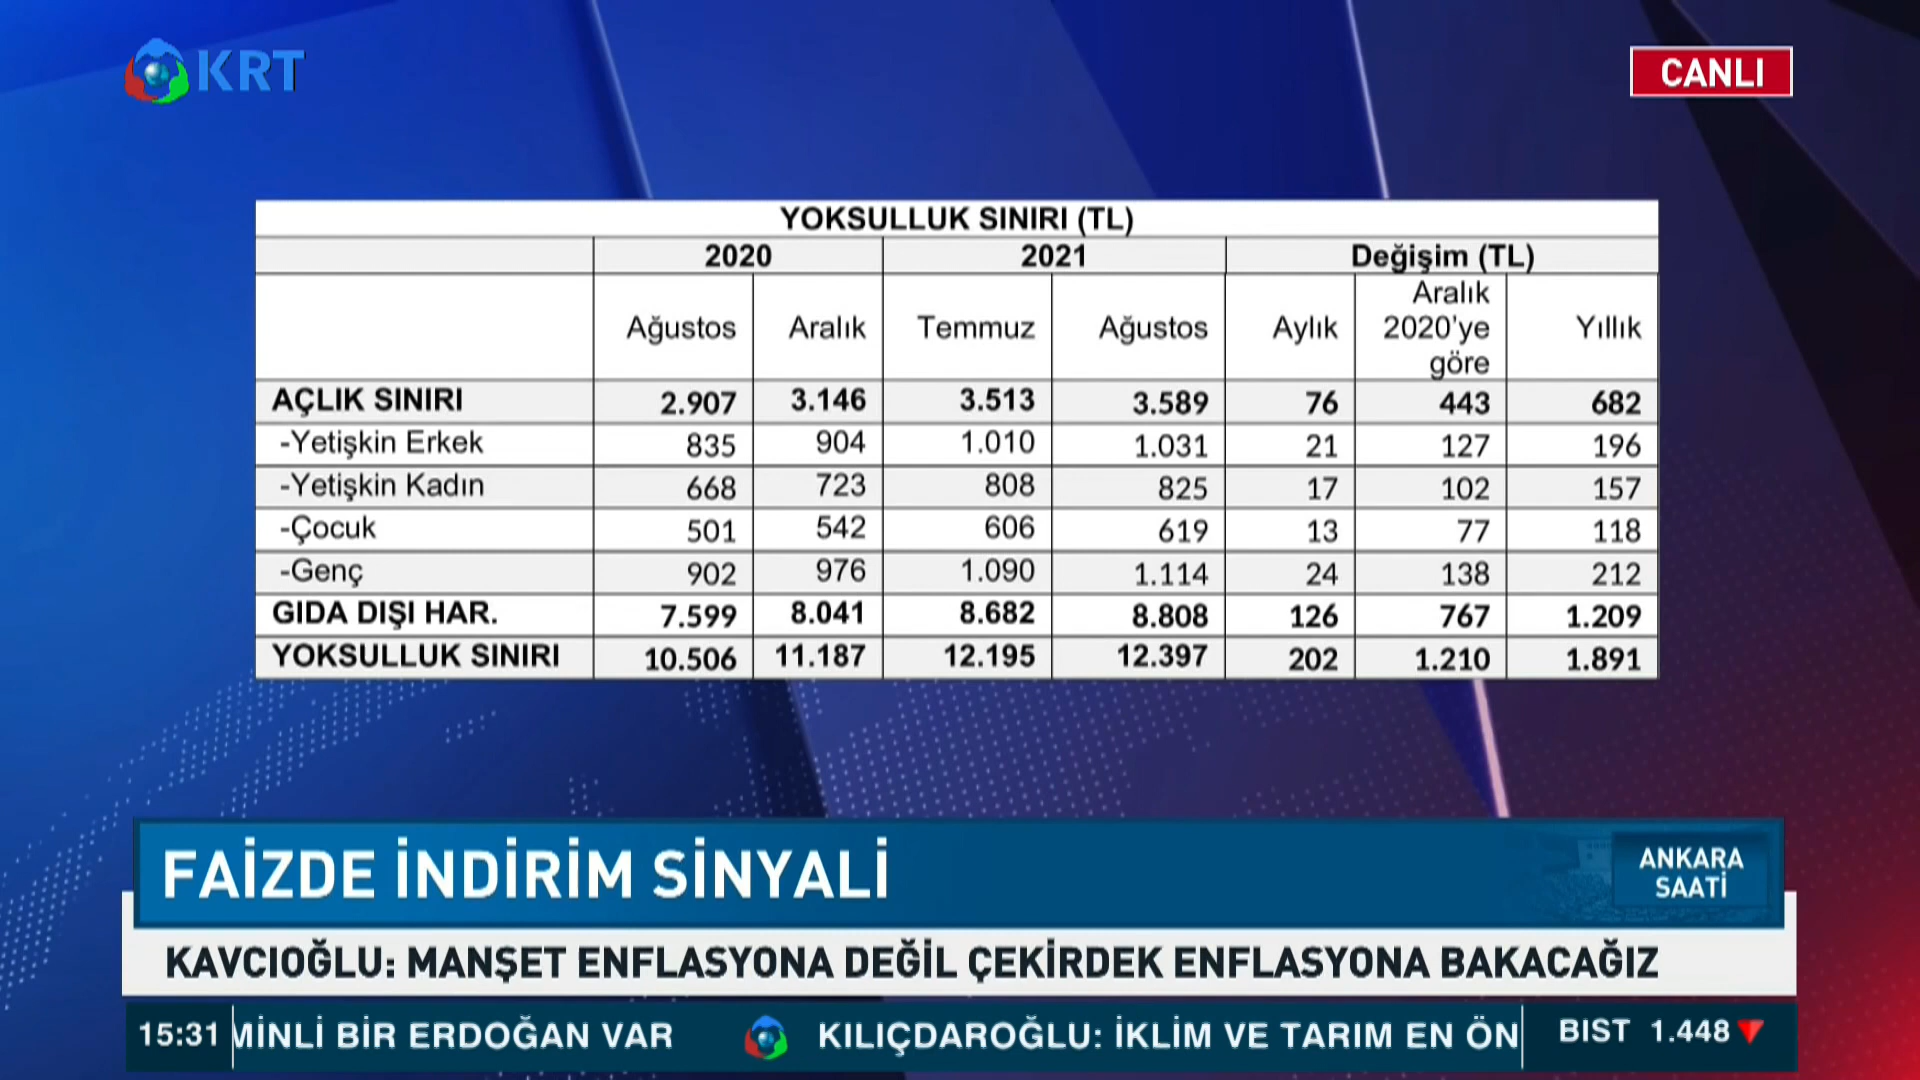 KRT
CANLI
YOKSULLUK SINIRI (TL)
2020 2021 Değişim (TL)
Ağustos Aralık Temmuz Ağustos Aylık Aralık 2020'ye göre Yıllık
AÇLIK SINIRI 2.907 3.146 3.513 3.589 76 443 682
-Yetişkin Erkek 835 904 1.010 1.031 21 127 196
-Yetişkin Kadın 668 723 808 825 17 102 157
-Çocuk 501 542 606 619 13 77 118
-Genç 902 976 1.090 1.114 24 138 212
GIDA DIŞI HAR. 7.599 8.041 8.682 8.808 126 767 1.209
YOKSULLUK SINIRI 10.506 11.187 12.195 12.397 202 1.210 1.891
FAİZDE İNDİRİM SİNYALİ
ANKARA
SAATİ
KAVCIOĞLU: MANŞET ENFLASYONA DEĞİL ÇEKİRDEK ENFLASYONA BAKACAĞIZ
15:31 MİNLİ BİR ERDOĞAN VAR KILIÇDAROĞLU: İKLİM VE TARIM EN ÖN BIST 1.448